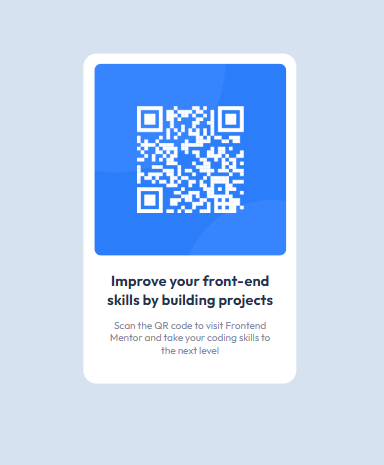 Improve your front-end
skills by building projects
Scan the QR code to visit Frontend
Mentor and take your coding skills to
the next level